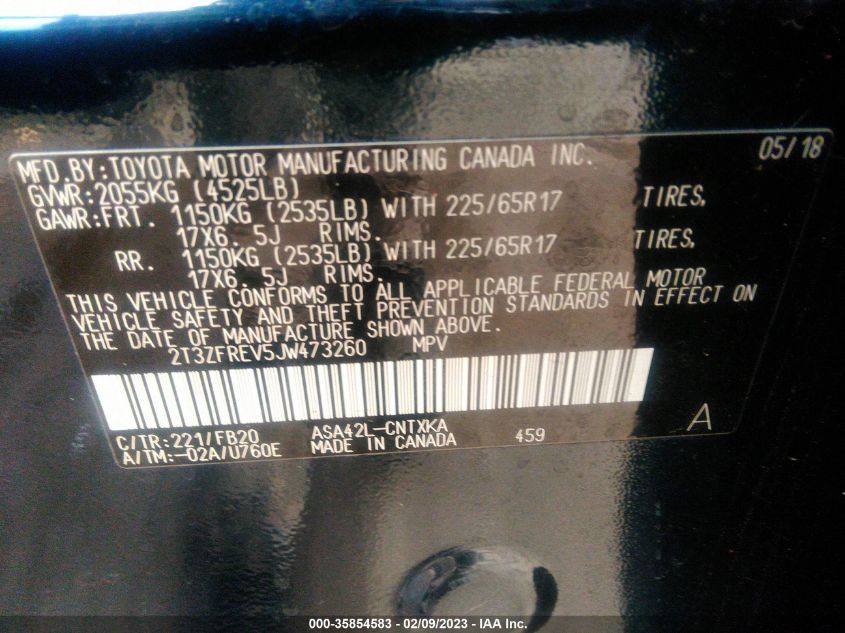 MFD.BY:TOYOTA MOTOR MANUFACTURING CANADA INC. 05/18
GVWR:2055KG (4525LB)
GAWR:FRT. 1150KG (2535LB) WITH 225/65R17 TIRES,
17X6.5J RIMS.
RR. 1150KG (2535LB) WITH 225/65R17 TIRES,
17X6.5J RIMS.
THIS VEHICLE CONFORMS TO ALL APPLICABLE FEDERAL MOTOR
VEHICLE SAFETY AND THEFT PREVENTION STANDARDS IN EFFECT ON
THE DATE OF MANUFACTURE SHOWN ABOVE.
2T3ZFREV5JW473260 MPV
C/TR:221/FB20 ASA42L-CNTXKA 459 A
A/TM:-02A/U760E MADE IN CANADA
000-35854583 - 02/09/2023 - IAA Inc.